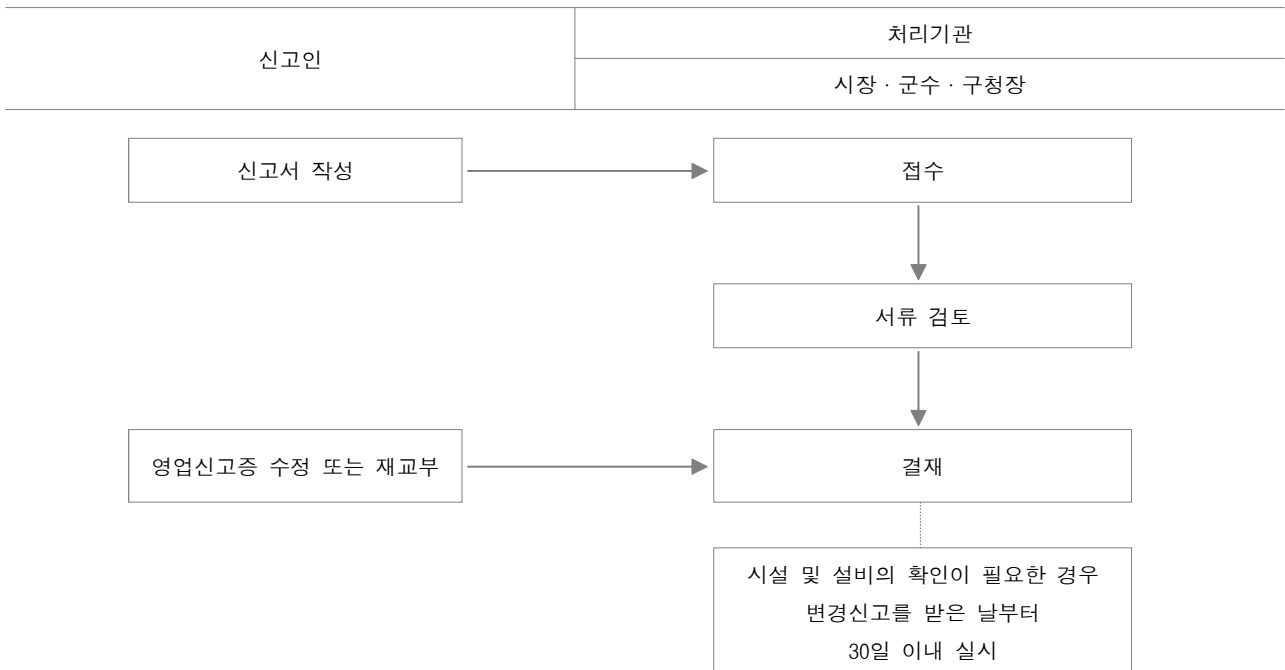 신고인
처리기관
시장 · 군수 · 구청장
신고서 작성
접수
서류 검토
영업신고증 수정 또는 재교부
결재
시설 및 설비의 확인이 필요한 경우
변경신고를 받은 날부터
30일 이내 실시